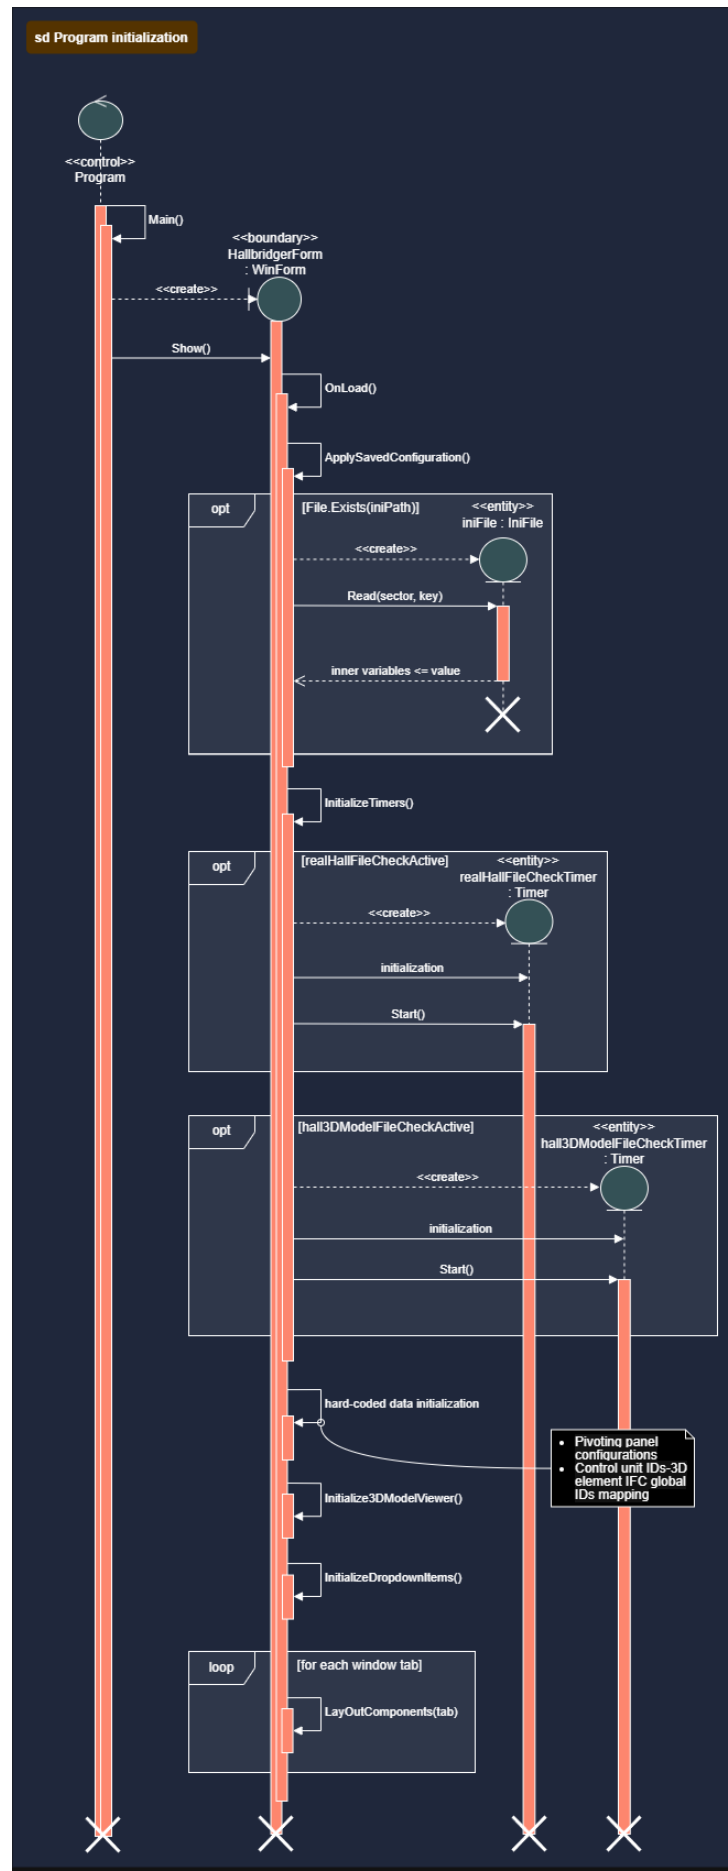 sd Program initialization
<<control>>
Program
Main()
<<boundary>>
HallbridgerForm
: WinForm
<<create>>
Show()
OnLoad()
ApplySavedConfiguration()
opt
[File.Exists(iniPath)]
<<entity>>
iniFile : IniFile
<<create>>
Read(sector, key)
inner variables <= value
InitializeTimers()
opt
[realHallFileCheckActive]
<<entity>>
realHallFileCheckTimer
: Timer
<<create>>
initialization
Start()
opt
[hall3DModelFileCheckActive]
<<entity>>
hall3DModelFileCheckTimer
: Timer
<<create>>
initialization
Start()
hard-coded data initialization
• Pivoting panel
configurations
• Control unit IDs-3D
element IFC global
IDs mapping
Initialize3DModelViewer()
InitializeDropdownItems()
loop
[for each window tab]
LayOutComponents(tab)